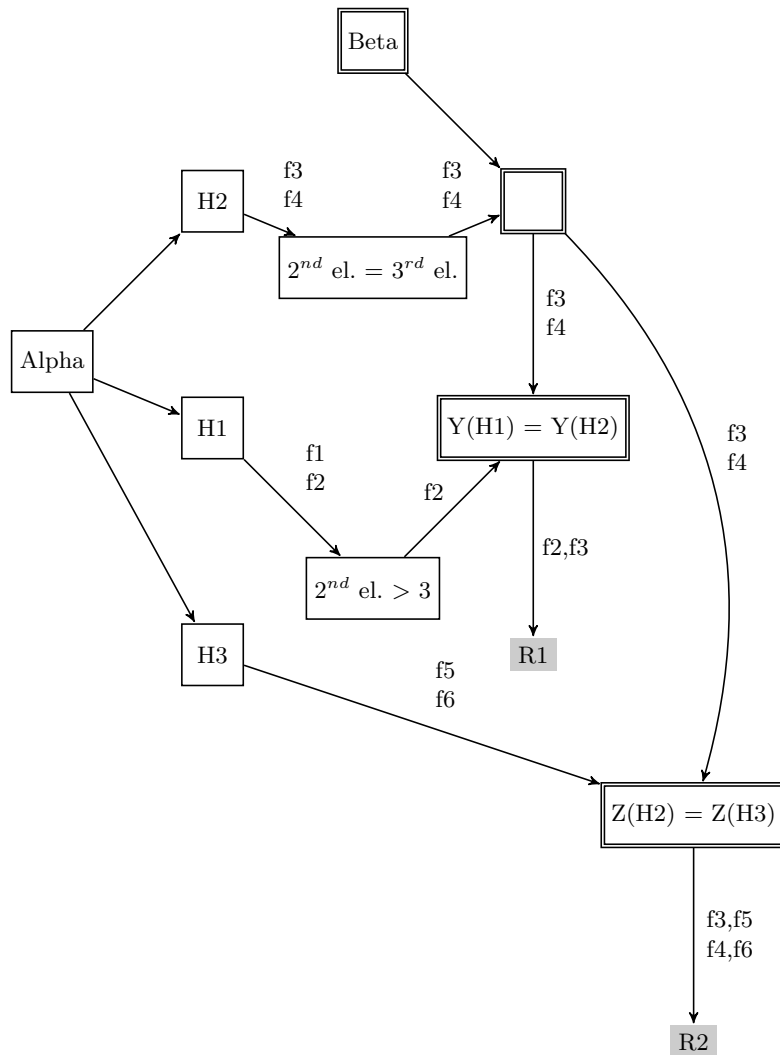 Beta
f3
f4
f3
f4
H2
2nd el. = 3rd el.
f3
f4
Alpha
H1
Y(H1) = Y(H2)
f3
f4
f1
f2
f2
f2,f3
2nd el. > 3
H3
R1
f5
f6
Z(H2) = Z(H3)
f3,f5
f4,f6
R2